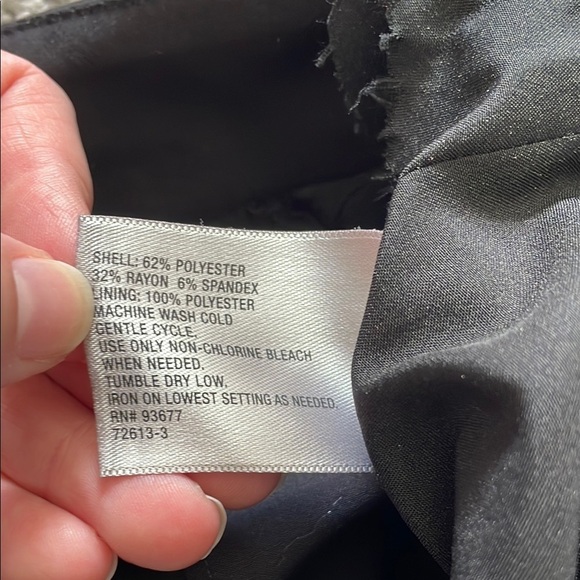 SHELL: 62% POLYESTER
32% RAYON 6% SPANDEX
LINING: 100% POLYESTER
MACHINE WASH COLD
GENTLE CYCLE.
USE ONLY NON-CHLORINE BLEACH
WHEN NEEDED.
TUMBLE DRY LOW.
IRON ON LOWEST SETTING AS NEEDED.
RN# 93677
72613-3